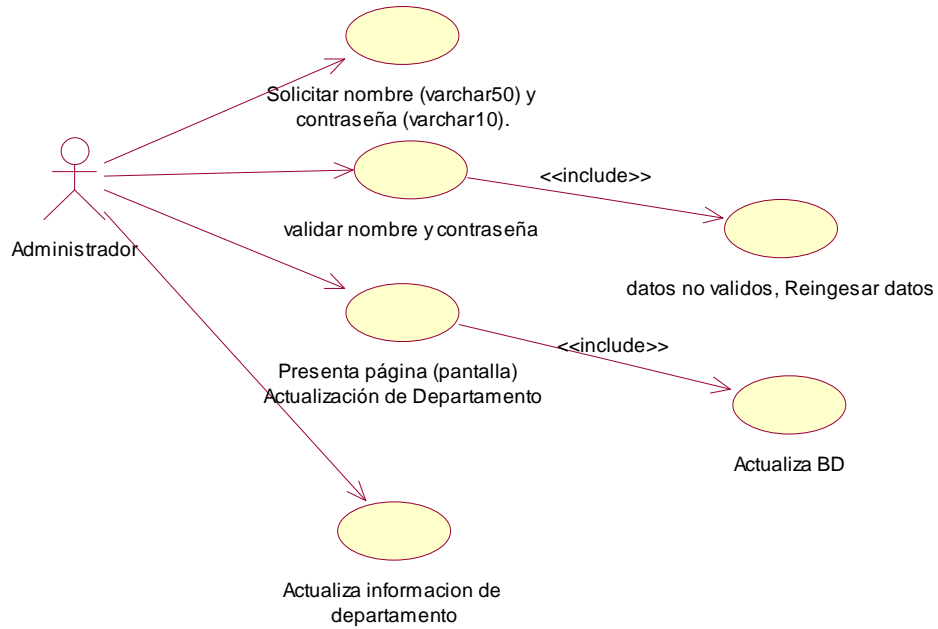 Solicitar nombre (varchar50) y
contraseña (varchar10).
<<include>>
validar nombre y contraseña
Administrador
datos no validos, Reingesar datos
<<include>>
Presenta página (pantalla)
Actualización de Departamento
Actualiza BD
Actualiza informacion de
departamento